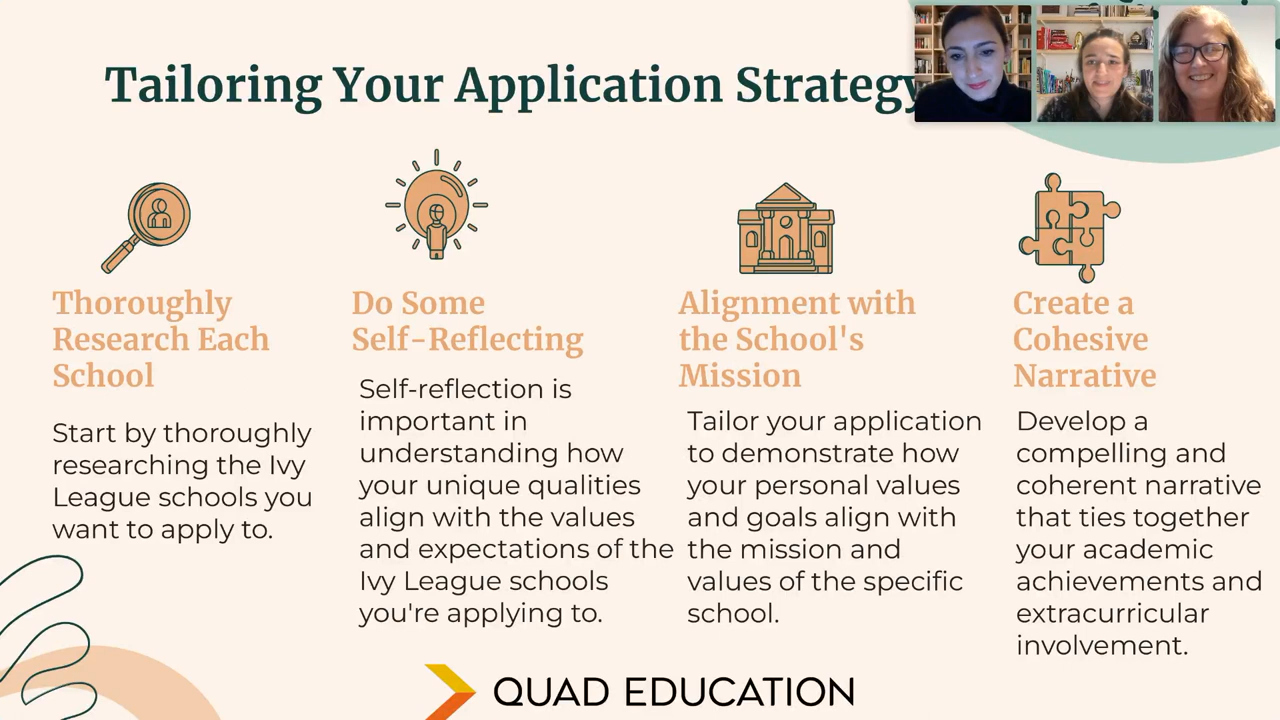 Tailoring Your Application Strategy
Thoroughly
Research Each
School
Start by thoroughly
researching the Ivy
League schools you
want to apply to.
Do Some
Self-Reflecting
Self-reflection is
important in
understanding how
your unique qualities
align with the values
and expectations of the
Ivy League schools
you're applying to.
Alignment with
the School's
Mission
Tailor your application
to demonstrate how
your personal values
and goals align with
the mission and
values of the specific
school.
Create a
Cohesive
Narrative
Develop a
compelling and
coherent narrative
that ties together
your academic
achievements and
extracurricular
involvement.
QUAD EDUCATION